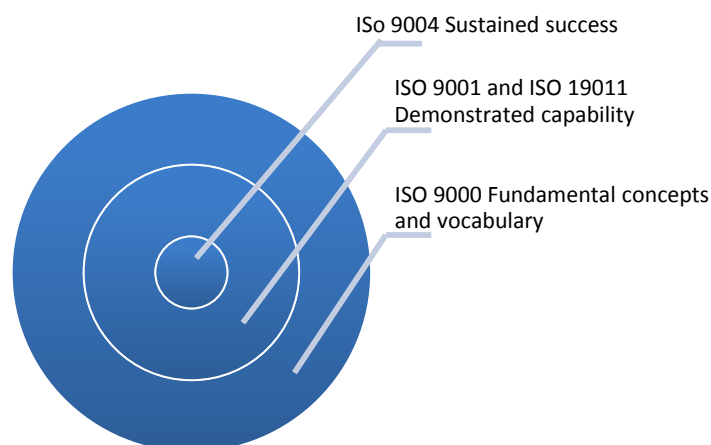 ISo 9004 Sustained success
ISO 9001 and ISO 19011
Demonstrated capability
ISO 9000 Fundamental concepts
and vocabulary